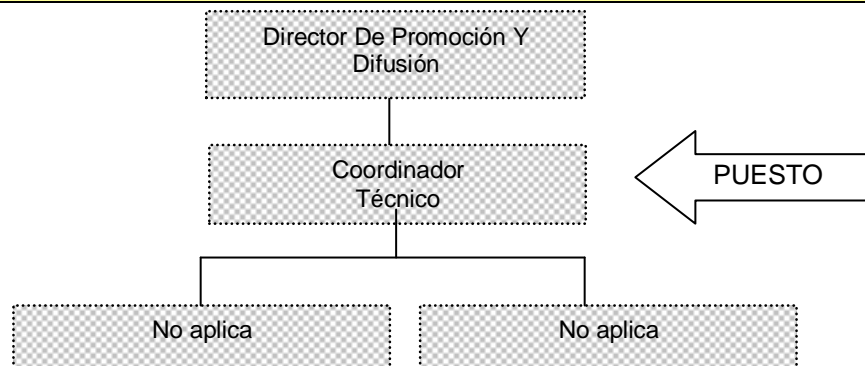 Director De Promoción Y
Difusión
Coordinador
Técnico
PUESTO
No aplica
No aplica